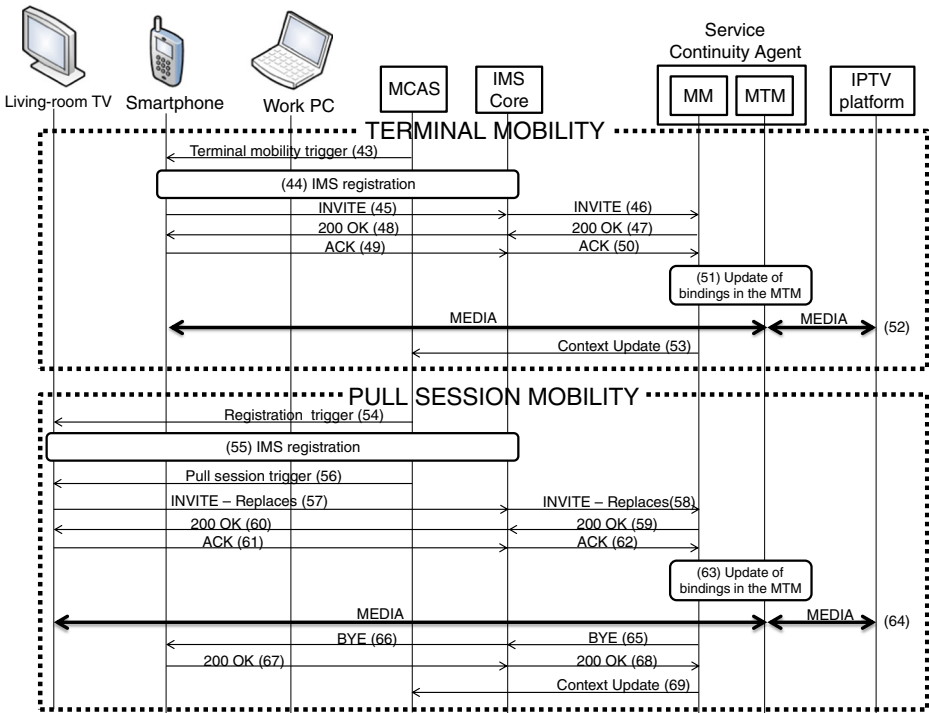 Service
Continuity Agent
Living-room TV
Smartphone
Work PC
MCAS
IMS
Core
MM
MTM
IPTV
platform
TERMINAL MOBILITY
Terminal mobility trigger (43)
(44) IMS registration
INVITE (45)
INVITE (46)
200 OK (48)
200 OK (47)
ACK (49)
ACK (50)
(51) Update of
bindings in the MTM
MEDIA
MEDIA
(52)
Context Update (53)
PULL SESSION MOBILITY
Registration trigger (54)
(55) IMS registration
Pull session trigger (56)
INVITE – Replaces (57)
INVITE – Replaces(58)
200 OK (60)
200 OK (59)
ACK (61)
ACK (62)
(63) Update of
bindings in the MTM
MEDIA
MEDIA
(64)
BYE (66)
BYE (65)
200 OK (67)
200 OK (68)
Context Update (69)